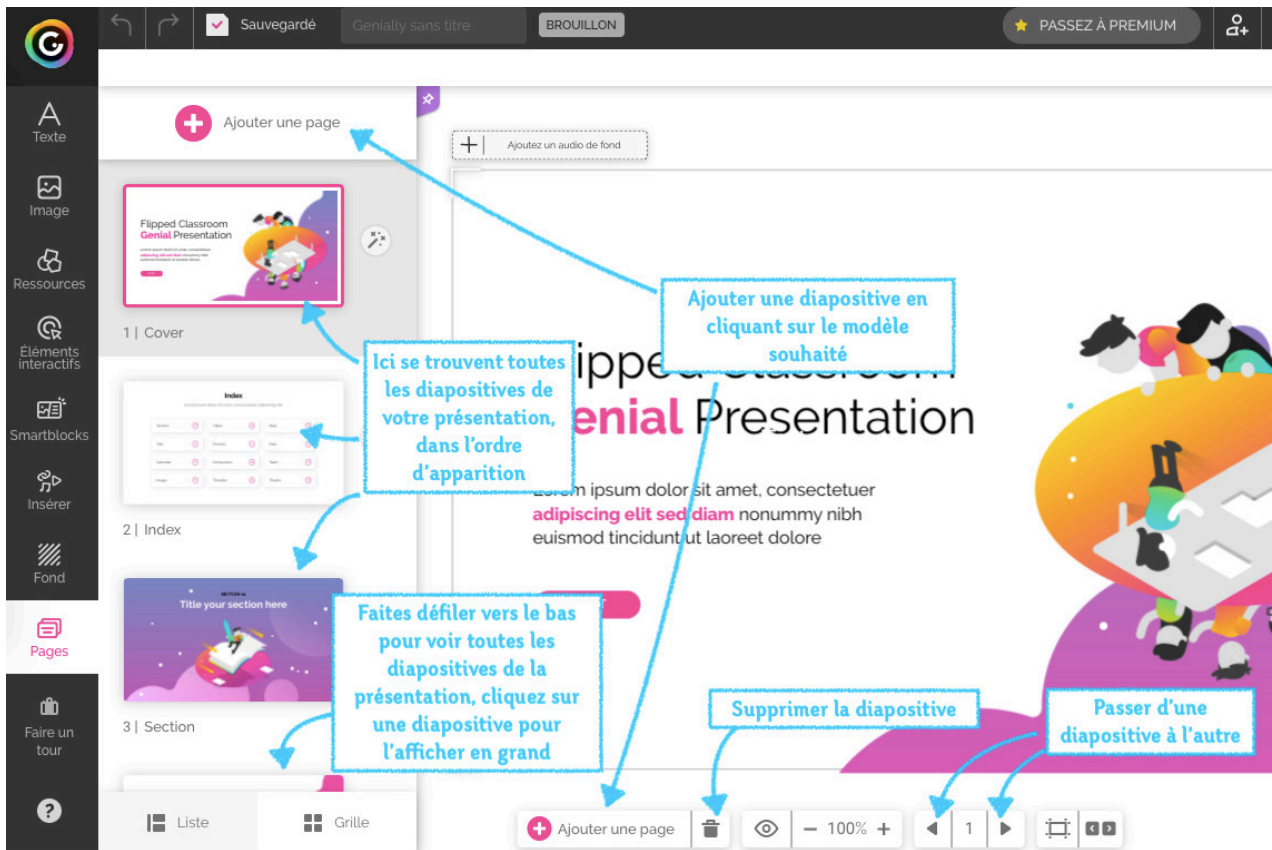 Sauvegardé
Genially sans titre
BROUILLON
PASSEZ À PREMIUM
Texte
Image
Ressources
Éléments
interactifs
Smartblocks
Insérer
Fond
Pages
Faire un
tour
?
Ajouter une page
Flipped Classroom
Genial Presentation
1 | Cover
Index
2 | Index
Title your section here
3 | Section
Liste
Grille
Ajoutez un audio de fond
Ajouter une diapositive en
cliquant sur le modèle
souhaité
Ici se trouvent toutes
les diapositives de
votre présentation,
dans l'ordre
d'apparition
Genial Presentation
Lorem ipsum dolor sit amet, consectetuer
adipiscing elit sed diam nonummy nibh
euismod tincidunt ut laoreet dolore
Faites défiler vers le bas
pour voir toutes les
diapositives de la
présentation, cliquez sur
une diapositive pour
l'afficher en grand
Supprimer la diapositive
Passer d'une
diapositive à l'autre
Ajouter une page
100%
1